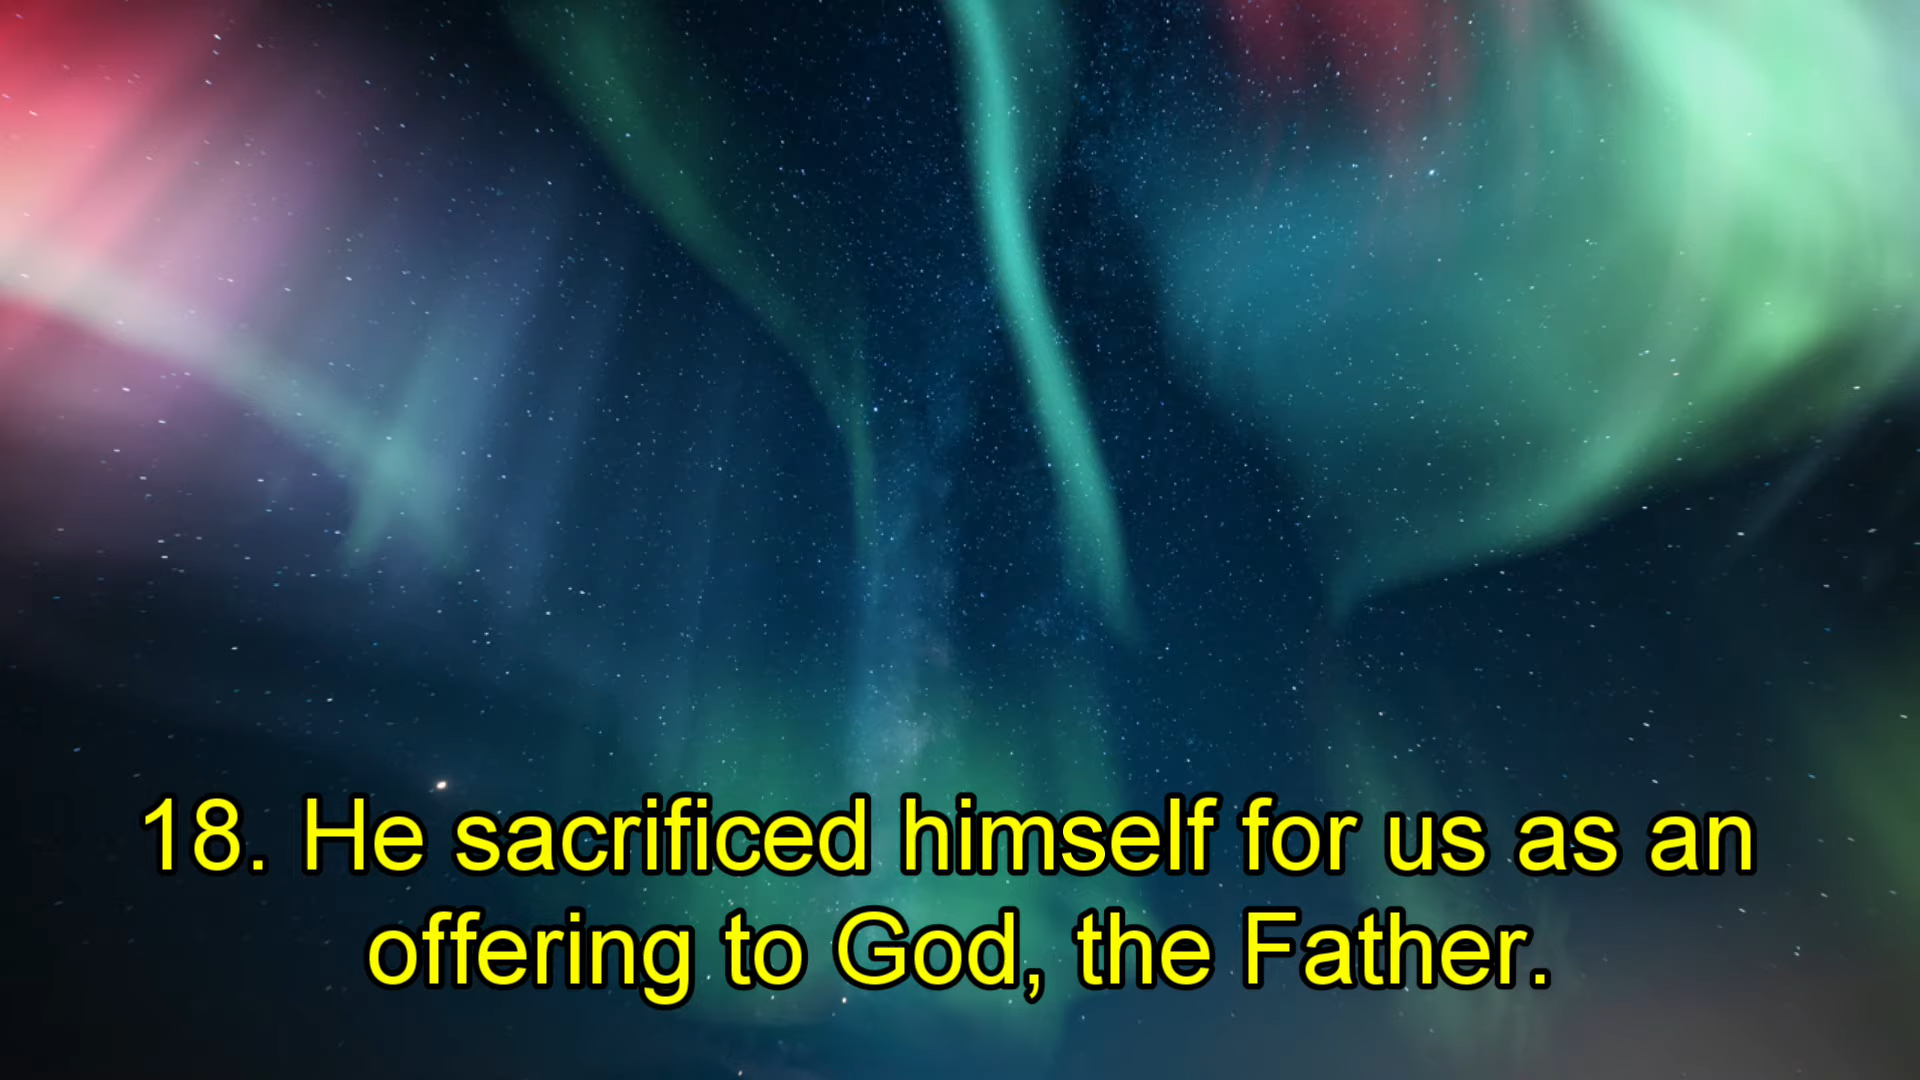 18. He sacrificed himself for us as an
offering to God, the Father.